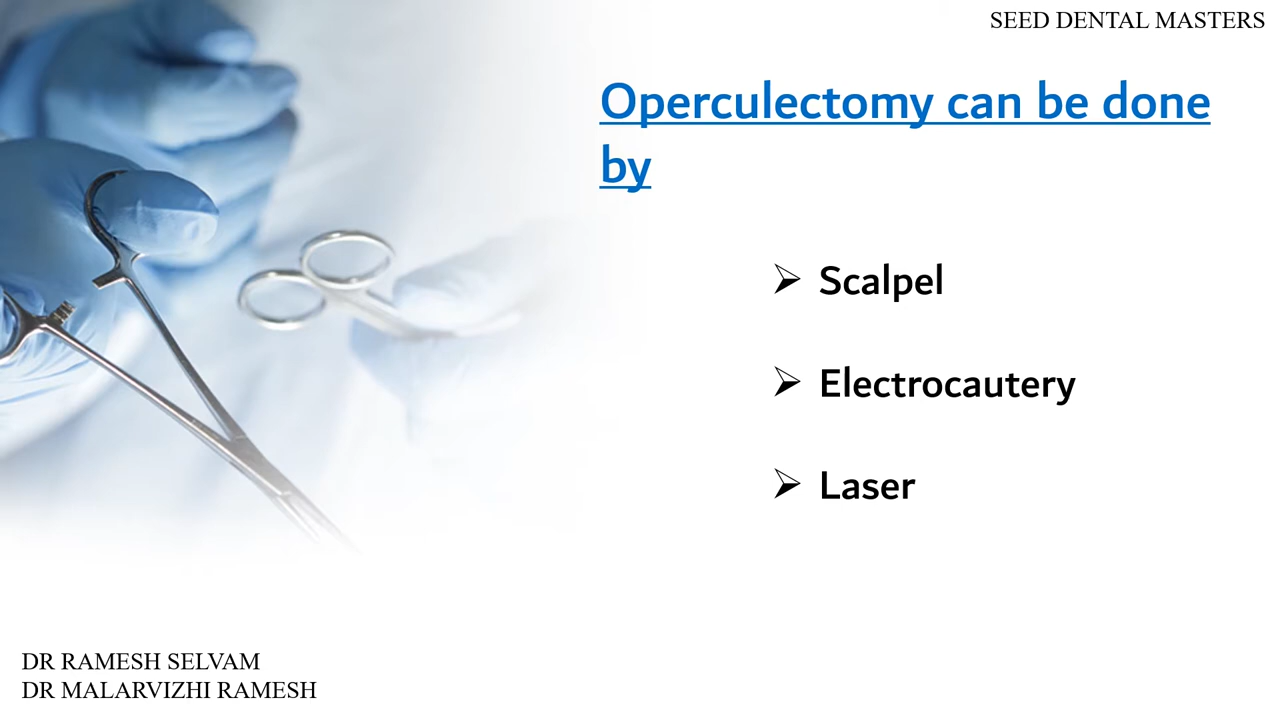 SEED DENTAL MASTERS
Operculectomy can be done
by
➢ Scalpel
➢ Electrocautery
➢ Laser
DR RAMESH SELVAM
DR MALARVIZHI RAMESH